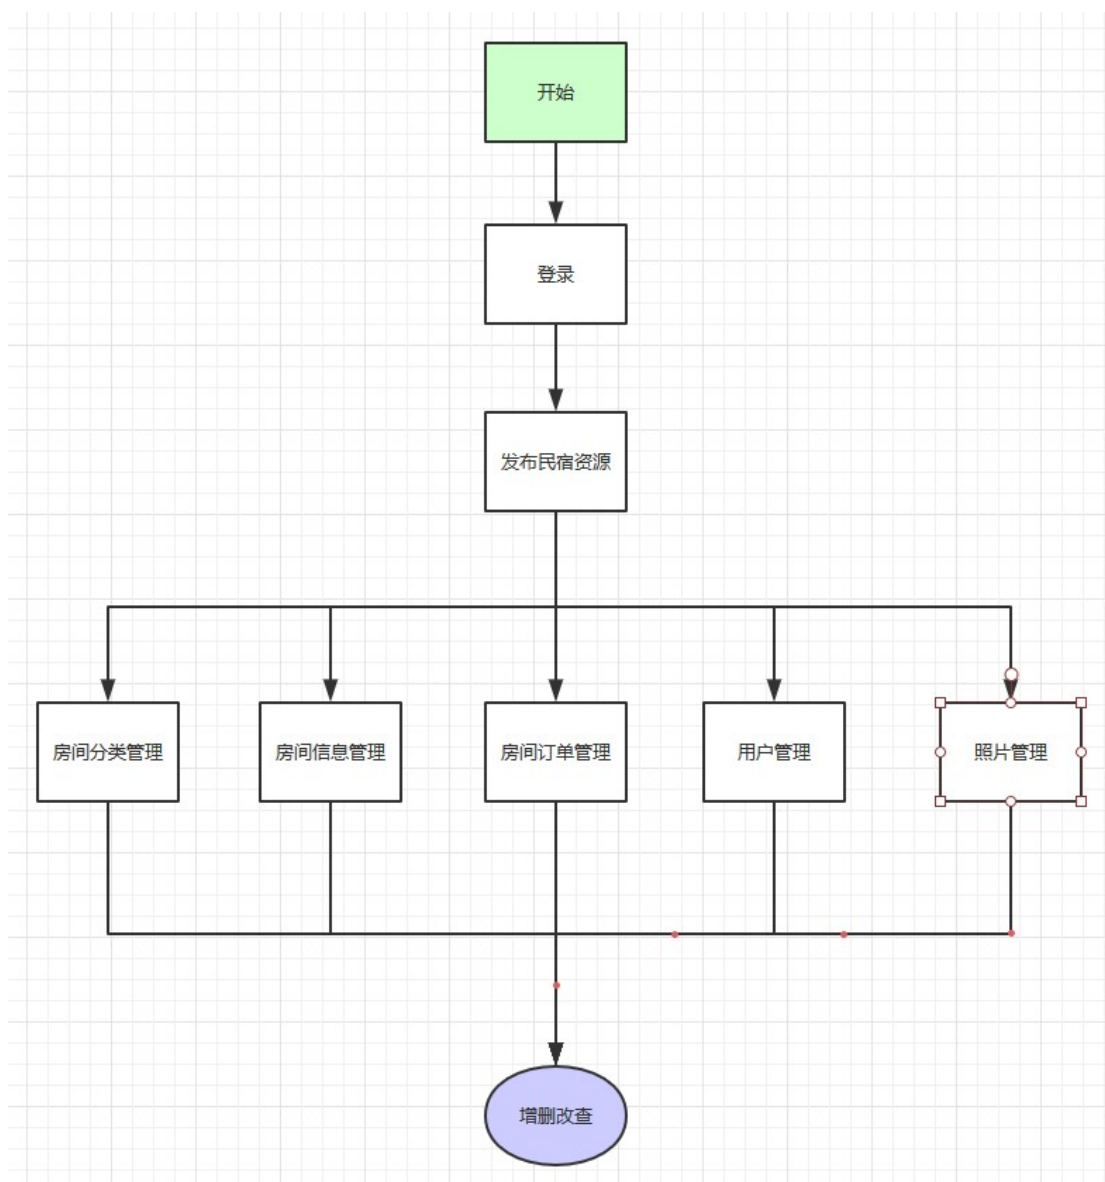 开始
登录
发布民宿资源
房间分类管理
房间信息管理
房间订单管理
用户管理
照片管理
增删改查